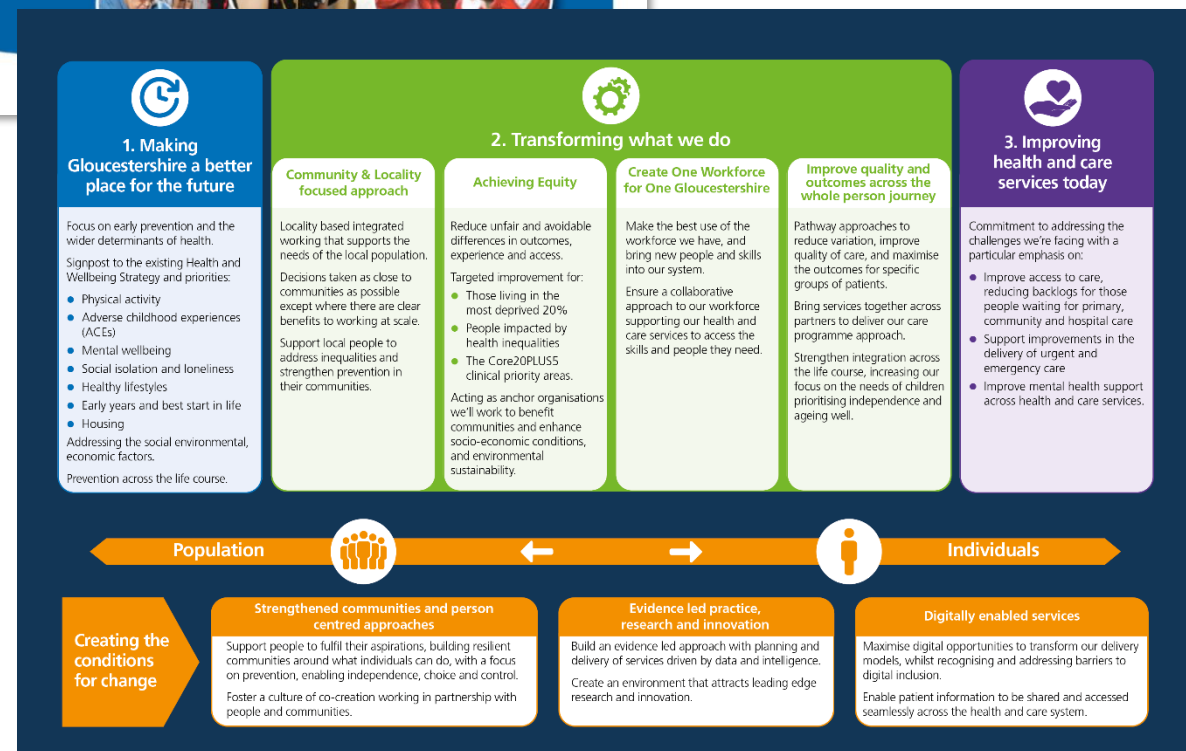 1. Making
Gloucestershire a better
place for the future
Focus on early prevention and the
wider determinants of health.
Signpost to the existing Health and
Wellbeing Strategy and priorities:
● Physical activity
● Adverse childhood experiences
(ACEs)
● Mental wellbeing
● Social isolation and loneliness
● Healthy lifestyles
● Early years and best start in life
● Housing
Addressing the social environmental,
economic factors.
Prevention across the life course.
2. Transforming what we do
Community & Locality
focused approach
Locality based integrated
working that supports the
needs of the local population.
Decisions taken as close to
communities as possible
except where there are clear
benefits to working at scale.
Support local people to
address inequalities and
strengthen prevention in
their communities.
Achieving Equity
Reduce unfair and avoidable
differences in outcomes,
experience and access.
Targeted improvement for:
● Those living in the
most deprived 20%
● People impacted by
health inequalities
● The Core20PLUS5
clinical priority areas.
Acting as anchor organisations
we'll work to benefit
communities and enhance
socio-economic conditions,
and environmental
sustainability.
Create One Workforce
for One Gloucestershire
Make the best use of the
workforce we have, and
bring new people and skills
into our system.
Ensure a collaborative
approach to our workforce
supporting our health and
care services to access the
skills and people they need.
Improve quality and
outcomes across the
whole person journey
Pathway approaches to
reduce variation, improve
quality of care, and maximise
the outcomes for specific
groups of patients.
Bring services together across
partners to deliver our care
programme approach.
Strengthen integration across
the life course, increasing our
focus on the needs of children
prioritising independence and
ageing well.
3. Improving
health and care
services today
Commitment to addressing the
challenges we're facing with a
particular emphasis on:
● Improve access to care,
reducing backlogs for those
people waiting for primary,
community and hospital care
● Support improvements in the
delivery of urgent and
emergency care
● Improve mental health support
across health and care services.
Population
Individuals
Creating the
conditions
for change
Strengthened communities and person
centred approaches
Support people to fulfil their aspirations, building resilient
communities around what individuals can do, with a focus
on prevention, enabling independence, choice and control.
Foster a culture of co-creation working in partnership with
people and communities.
Evidence led practice,
research and innovation
Build an evidence led approach with planning and
delivery of services driven by data and intelligence.
Create an environment that attracts leading edge
research and innovation.
Digitally enabled services
Maximise digital opportunities to transform our delivery
models, whilst recognising and addressing barriers to
digital inclusion.
Enable patient information to be shared and accessed
seamlessly across the health and care system.